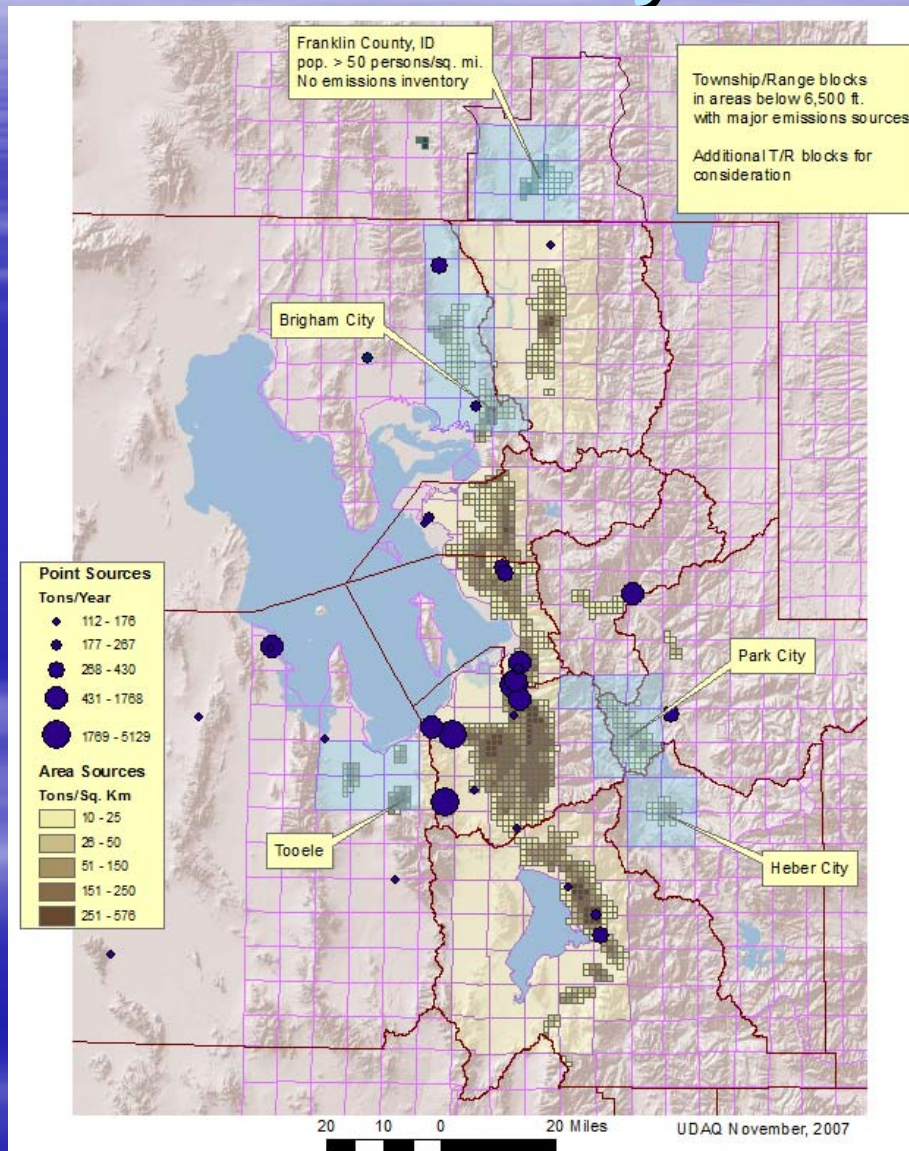 Franklin County, ID
pop. > 50 persons/sq. mi.
No emissions inventory
Township/Range blocks
in areas below 6,500 ft.
with major emissions sources
Additional T/R blocks for
consideration
Brigham City
Point Sources
Tons/Year
112 - 176
177 - 267
268 - 430
431 - 1768
1769 - 5129
Area Sources
Tons/Sq. Km
10 - 25
26 - 50
51 - 150
151 - 250
251 - 576
Park City
Tooele
Heber City
20 10 0 20 Miles
UDAQ November, 2007